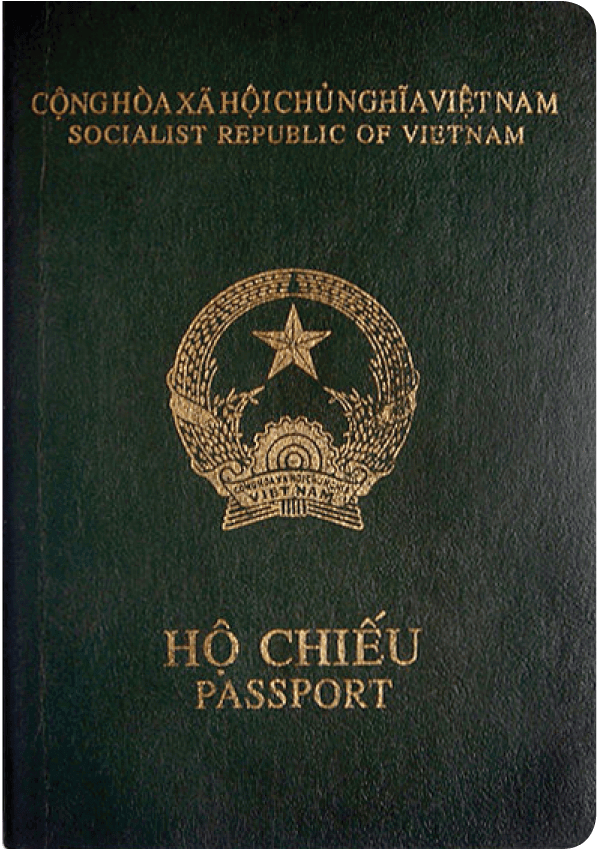 CỘNG HÒA XÃ HỘI CHỦ NGHĨA VIỆT NAM
SOCIALIST REPUBLIC OF VIETNAM
CỘNG HÒA XÃ HỘI CHỦ NGHĨA
VIỆT NAM
HỘ CHIẾU
PASSPORT